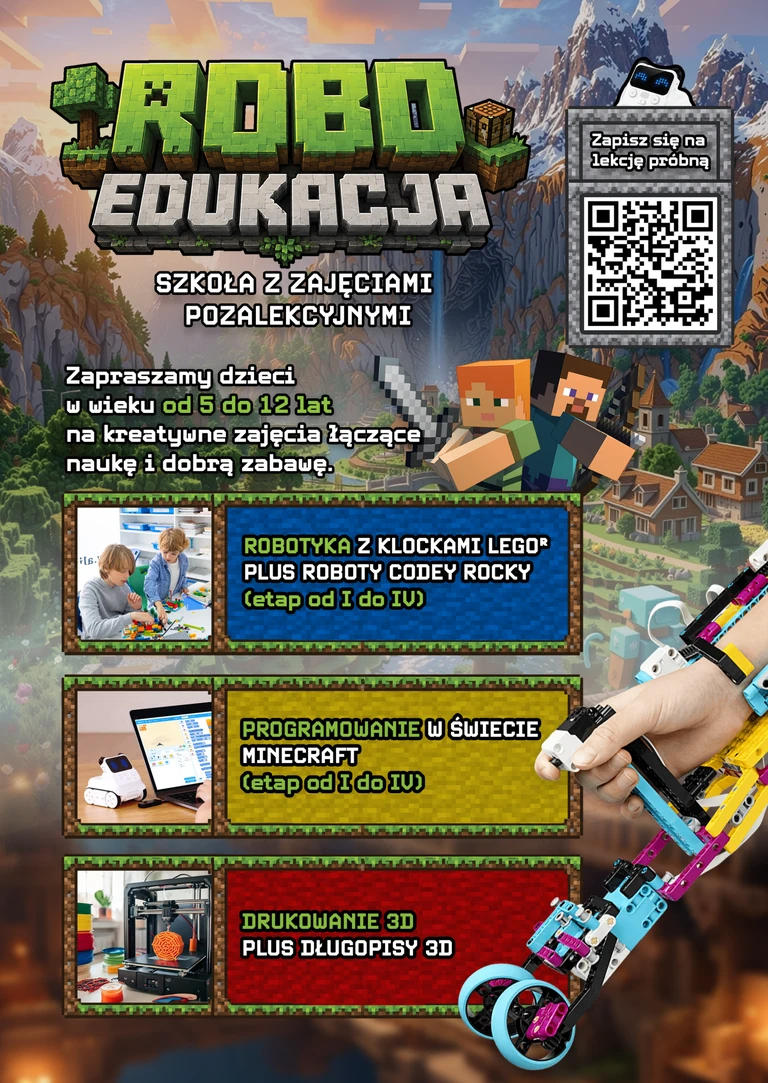 ROBO
EDUKACJA
SZKOŁA Z ZAJĘCIAMI
POZALEKCYJNYMI
Zapisz się na
lekcję próbną
Zapraszamy dzieci
w wieku od 5 do 12 lat
na kreatywne zajęcia łączące
naukę i dobrą zabawę.
ROBOTYKA Z KLOCKAMI LEGOᴿ
PLUS ROBOTY CODEY ROCKY
(etap od I do IV)
PROGRAMOWANIE W ŚWIECIE
MINECRAFT
(etap od I do IV)
DRUKOWANIE 3D
PLUS DŁUGOPISY 3D